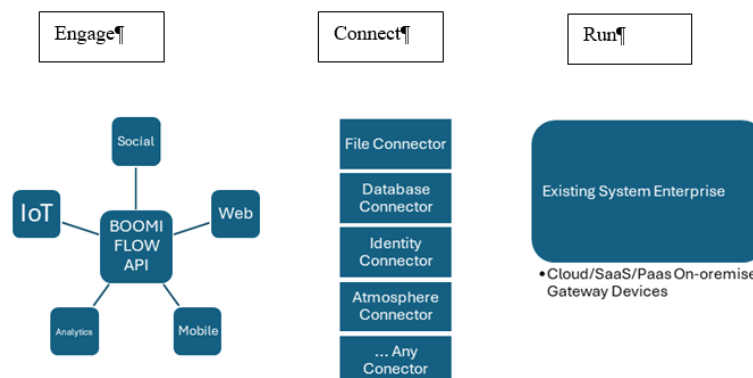 Engage¶
Connect¶
Run¶
Social
IoT
Web
BOOMI
FLOW
API
Analytics
Mobile
File Connector
Database
Connector
Identity
Connector
Atmosphere
Connector
... Any
Conector
Existing System Enterprise
•Cloud/SaaS/Paas On-oremise
Gateway Devices